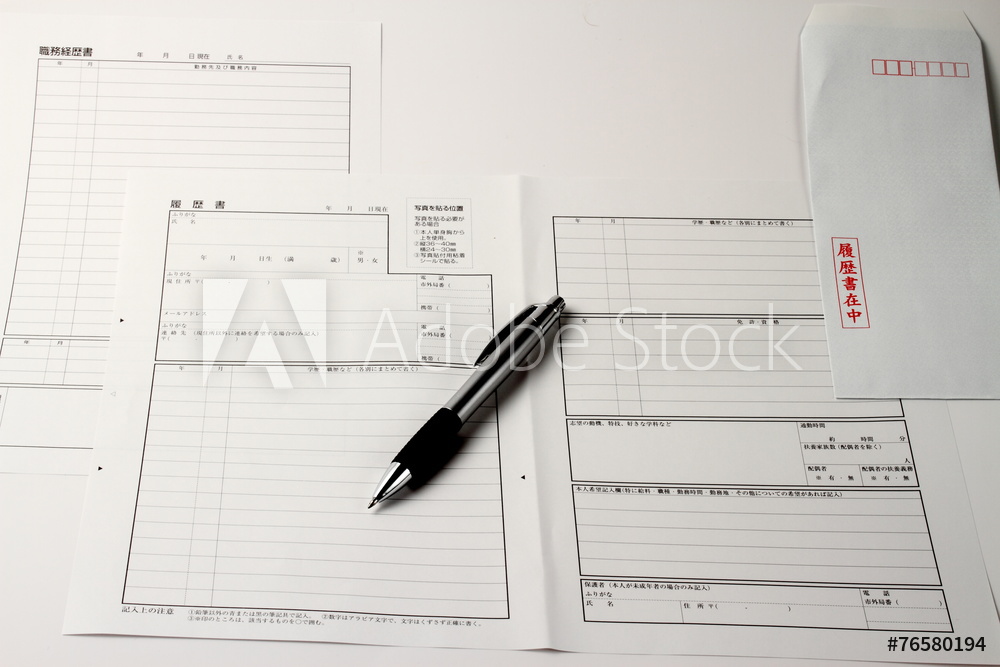 職務経歴書 年 月 日現在 氏名
年 月 勤務先及び職務内容
年 月
履歴書 年 月 日現在
ふりがな
氏 名
年 月 日生 (満 歳) ※ 男・女
写真を貼る位置
写真を貼る必要が
ある場合
①本人単身胸から
上を使用。
②縦36~40㎜
横24~30㎜
③写真貼付用粘着
シールで貼る。
ふりがな
現住所 〒( )
電 話
市外局番( )
携帯(
メールアドレス
ふりがな
連絡先 (現住所以外に連絡を希望する場合のみ記入)
〒( )
電 話
市外局番(
携帯(
年 月 学歴・職歴など(各別にまとめて書く)
記入上の注意 ①鉛筆以外の青または黒の筆記具で記入。 ②数字はアラビア文字で、文字はくずさず正確に書く。
③※印のところは、該当するものを○で囲む。
年 月 学歴・職歴など(各別にまとめて書く)
年 月 免許・資格
志望の動機、特技、好きな学科など
通勤時間
約 時間 分
扶養家族数(配偶者を除く)
人
配偶者
※ 有・無
配偶者の扶養義務
※ 有・無
本人希望記入欄(特に給料・職種・勤務時間・勤務地・その他についての希望があれば記入)
保護者(本人が未成年者の場合のみ記入)
ふりがな
氏 名 住 所 〒( - )
電 話
市外局番( )
履歴書在中
Adobe Stock
#76580194